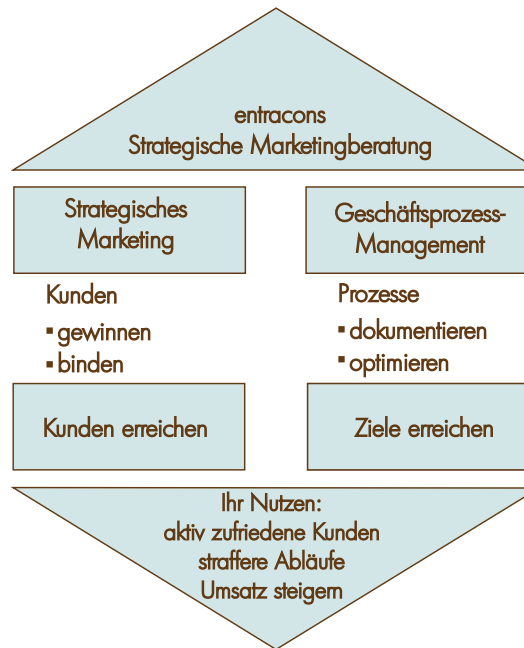 entracons
Strategische Marketingberatung
Strategisches
Marketing
Kunden
▪ gewinnen
▪ binden
Kunden erreichen
Geschäftsprozess-
Management
Prozesse
▪ dokumentieren
▪ optimieren
Ziele erreichen
Ihr Nutzen:
aktiv zufriedene Kunden
straffere Abläufe
Umsatz steigern